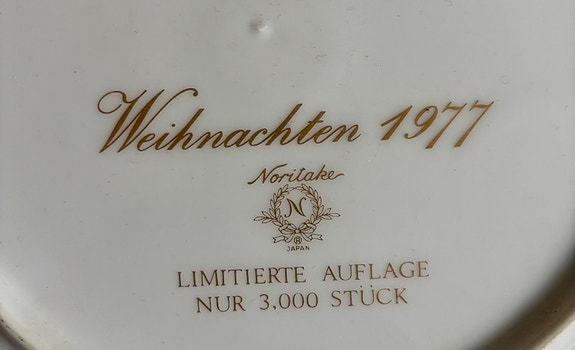 Weihnachten 1977
Noritake
N
®
JAPAN
LIMITIERTE AUFLAGE
NUR 3.000 STÜCK